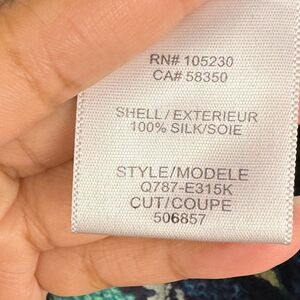 RN# 105230
CA# 58350
SHELL/EXTERIEUR
100% SILK/SOIE
STYLE/MODELE
Q787-E315K
CUT/COUPE
506857